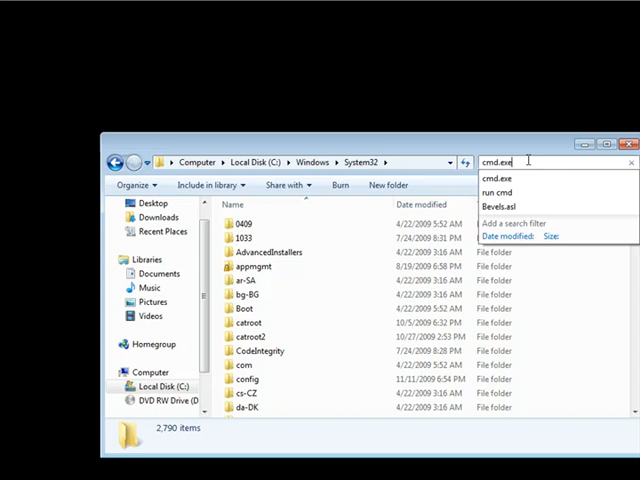 Computer Local Disk (C:) Windows System32 cmd.exe
Organize Include in library Share with Burn New folder
cmd.exe
run cmd
Bevels.asl
Add a search filter
Date modified: Size:
Desktop
Downloads
Recent Places
Libraries
Documents
Music
Pictures
Videos
Homegroup
Computer
Local Disk (C:)
DVD RW Drive (D
Name Date modified
0409 4/22/2009 5:52 AM File folder
1033 7/24/2009 8:31 PM File folder
AdvancedInstallers 4/22/2009 3:16 AM File folder
appmgmt 8/19/2009 6:58 PM File folder
ar-SA 4/22/2009 3:16 AM File folder
bg-BG 4/22/2009 3:16 AM File folder
Boot 4/22/2009 5:52 AM File folder
catroot 10/5/2009 6:32 PM File folder
catroot2 10/27/2009 2:53 PM File folder
CodeIntegrity 7/24/2009 8:28 PM File folder
com 4/22/2009 5:52 AM File folder
config 11/11/2009 6:54 PM File folder
cs-CZ 4/22/2009 3:16 AM File folder
da-DK 4/22/2009 3:16 AM File folder
2,790 items